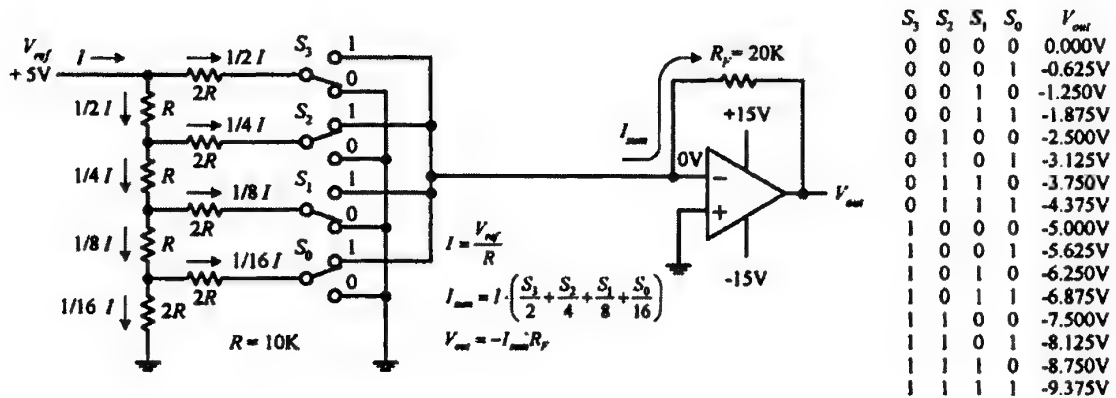 V_ref
+ 5V
I
1/2 I
2R
S_3
1
0
1/2 I
R
1/4 I
2R
S_2
1
0
1/4 I
R
1/8 I
2R
S_1
1
0
1/8 I
R
1/16 I
2R
S_0
1
0
1/16 I
2R
R = 10K
I = V_ref / R
I_sum = I · (S_3/2 + S_2/4 + S_1/8 + S_0/16)
V_out = -I_sum R_F
R_F = 20K
I_sum
+15V
0V
−
+
-15V
V_out
S_3 S_2 S_1 S_0 V_out
0 0 0 0 0.000V
0 0 0 1 -0.625V
0 0 1 0 -1.250V
0 0 1 1 -1.875V
0 1 0 0 -2.500V
0 1 0 1 -3.125V
0 1 1 0 -3.750V
0 1 1 1 -4.375V
1 0 0 0 -5.000V
1 0 0 1 -5.625V
1 0 1 0 -6.250V
1 0 1 1 -6.875V
1 1 0 0 -7.500V
1 1 0 1 -8.125V
1 1 1 0 -8.750V
1 1 1 1 -9.375V